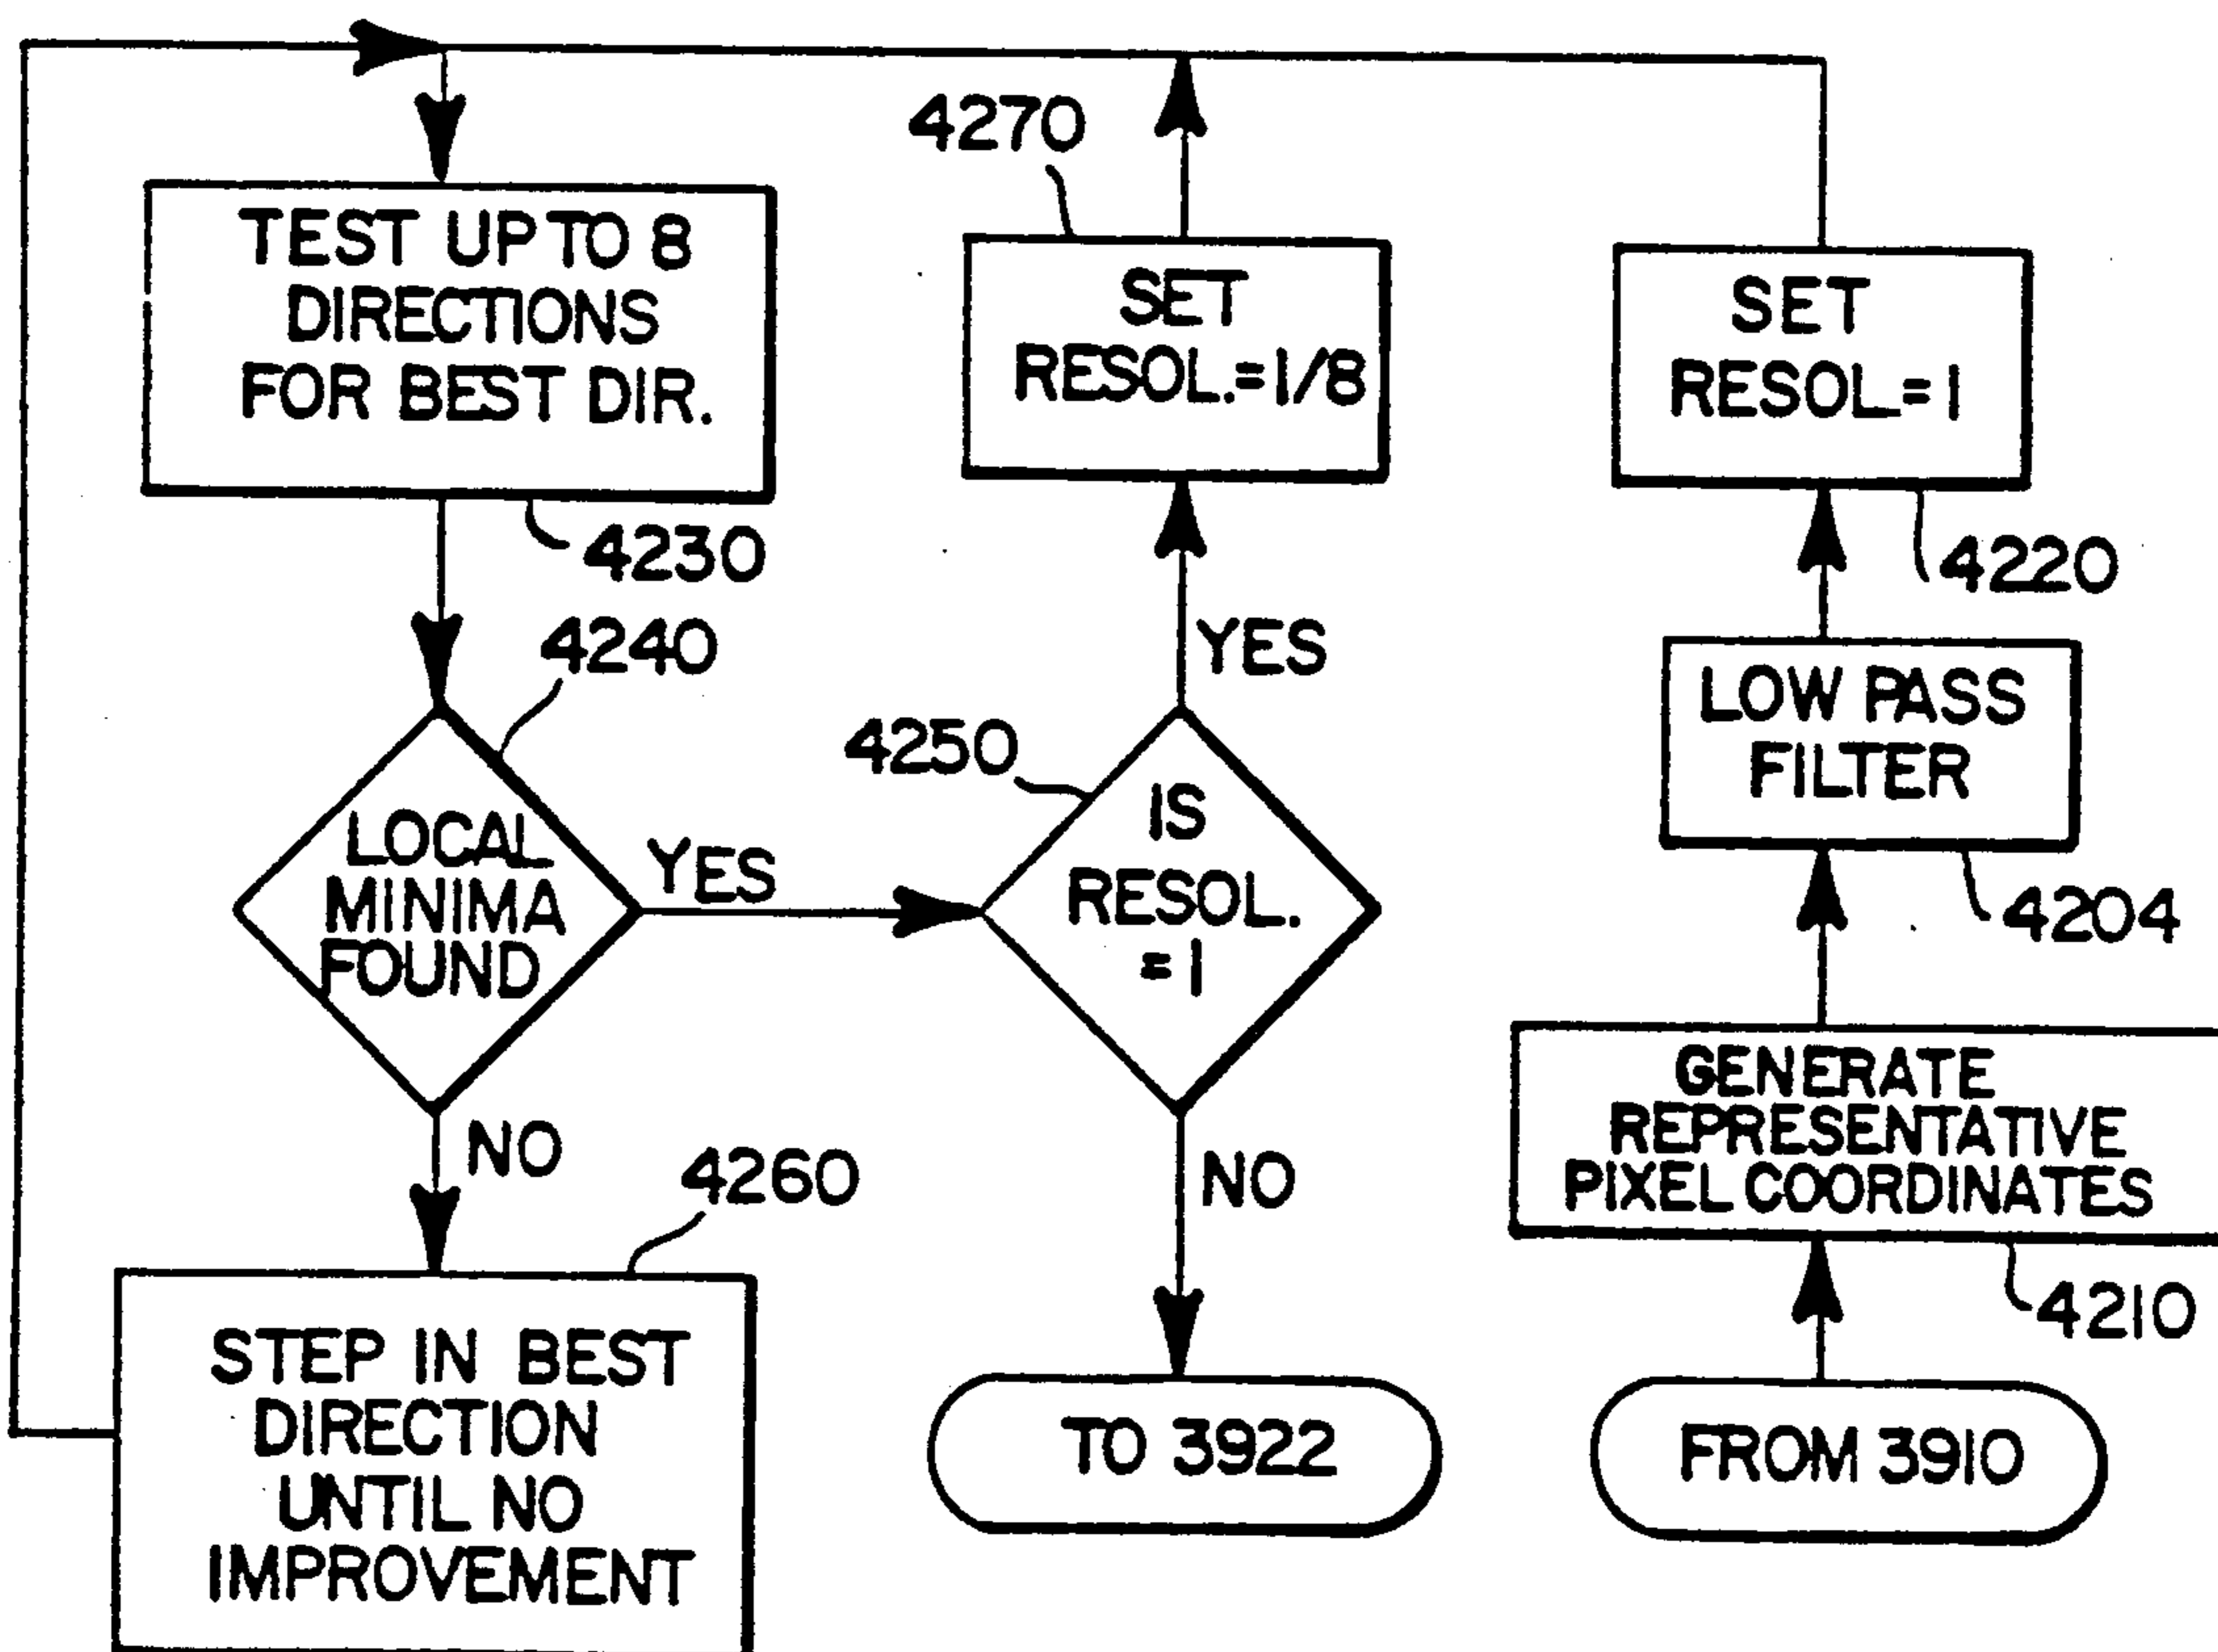 4270
TEST UP TO 8
DIRECTIONS
FOR BEST DIR.
SET
RESOL.=1/8
SET
RESOL=1
4230
4220
4240
YES
LOW PASS
FILTER
4250
LOCAL
MINIMA
FOUND
YES
IS
RESOL.
=1
4204
NO
4260
NO
GENERATE
REPRESENTATIVE
PIXEL COORDINATES
4210
STEP IN BEST
DIRECTION
UNTIL NO
IMPROVEMENT
TO 3922
FROM 3910